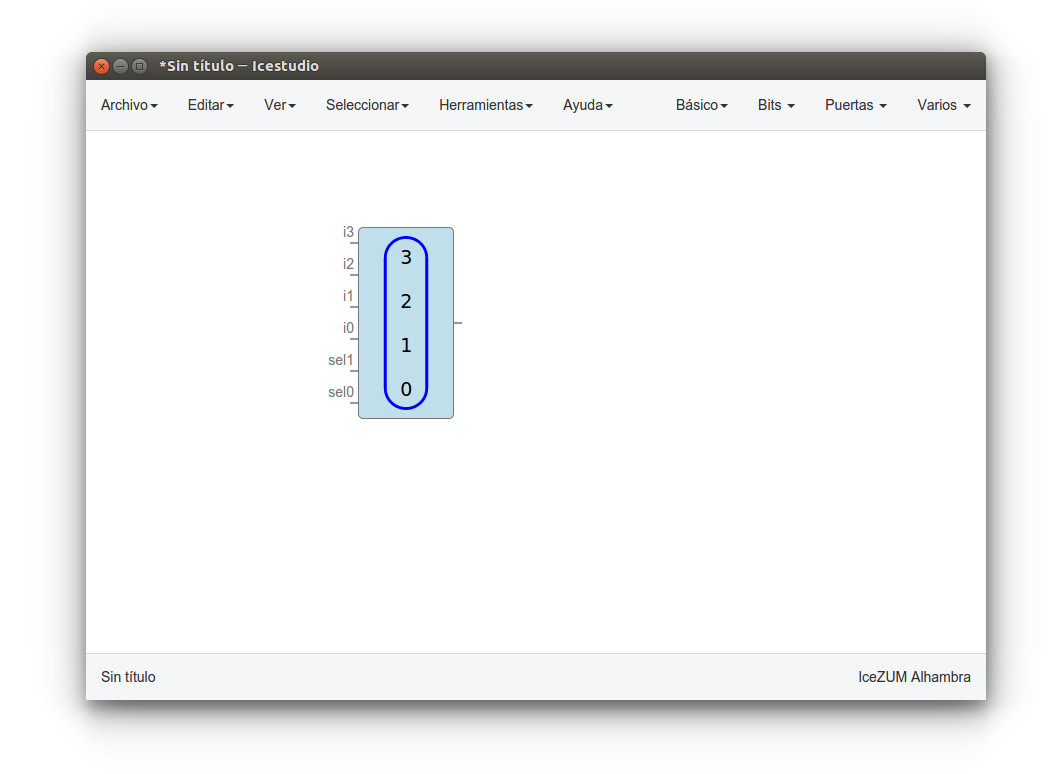 *Sin título — Icestudio
Archivo Editar Ver Seleccionar Herramientas Ayuda Básico Bits Puertas Varios
i3
3
i2
2
i1
i0
1
sel1
sel0
0
Sin título IceZUM Alhambra